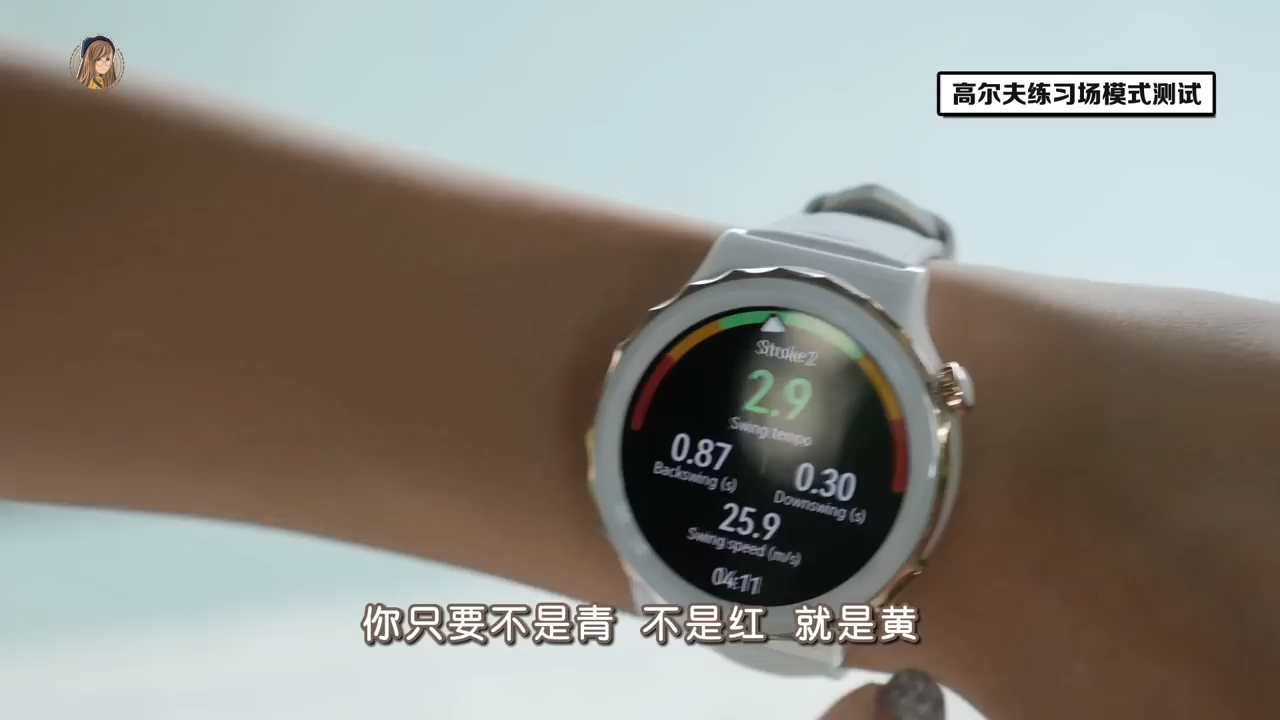 高尔夫练习场模式测试
Stroke2
2.9
Swing tempo
0.87
Backswing (s)
0.30
Downswing (s)
25.9
Swing speed (m/s)
04:11
你只要不是青 不是红 就是黄